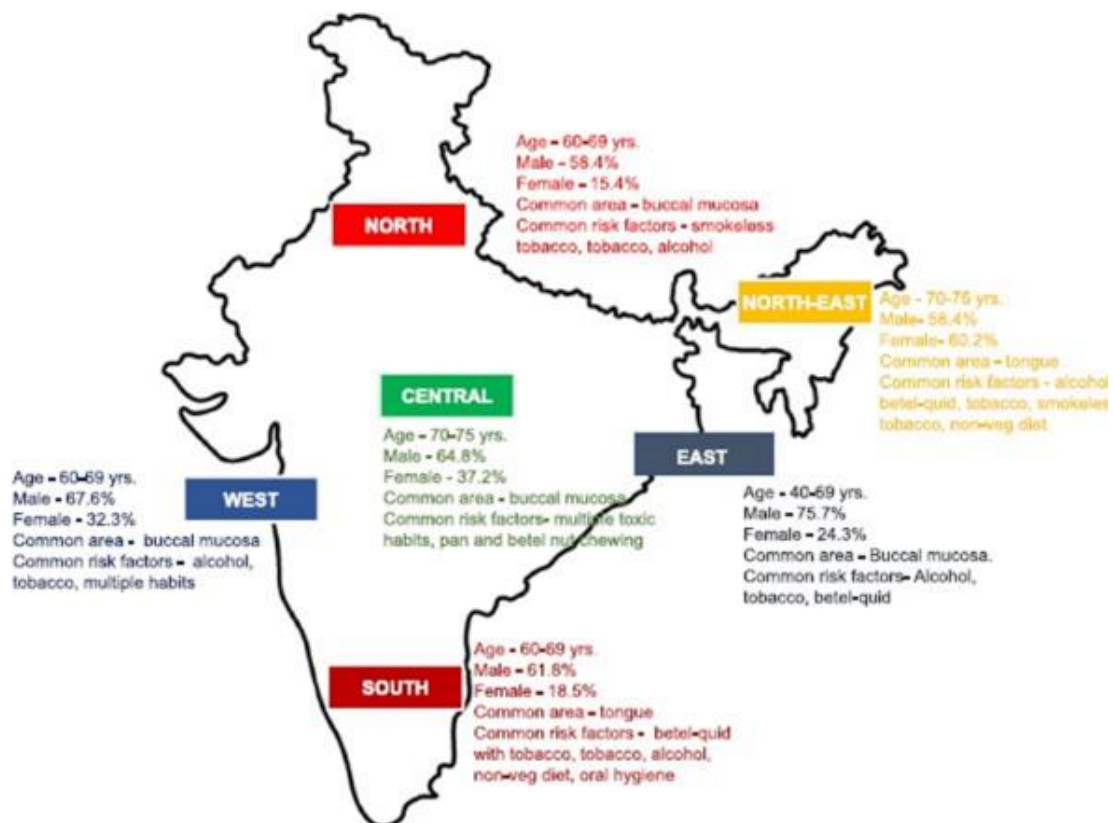 NORTH
Age - 60-69 yrs.
Male - 58.4%
Female - 15.4%
Common area - buccal mucosa
Common risk factors - smokeless
tobacco, tobacco, alcohol
NORTH-EAST
Age - 70-75 yrs.
Male- 58.4%
Female- 60.2%
Common area - tongue
Common risk factors - alcohol
betel-quid, tobacco, smokeles
tobacco, non-veg diet
CENTRAL
Age - 70-75 yrs.
Male - 64.8%
Female - 37.2%
Common area - buccal mucosa
Common risk factors- multiple toxic
habits, pan and betel nut chewing
EAST
Age - 40-69 yrs.
Male - 75.7%
Female - 24.3%
Common area - Buccal mucosa.
Common risk factors- Alcohol,
tobacco, betel-quid
WEST
Age - 60-69 yrs.
Male - 67.6%
Female - 32.3%
Common area - buccal mucosa
Common risk factors - alcohol,
tobacco, multiple habits
SOUTH
Age - 60-69 yrs.
Male - 61.8%
Female - 18.5%
Common area - tongue
Common risk factors - betel-quid
with tobacco, tobacco, alcohol,
non-veg diet, oral hygiene